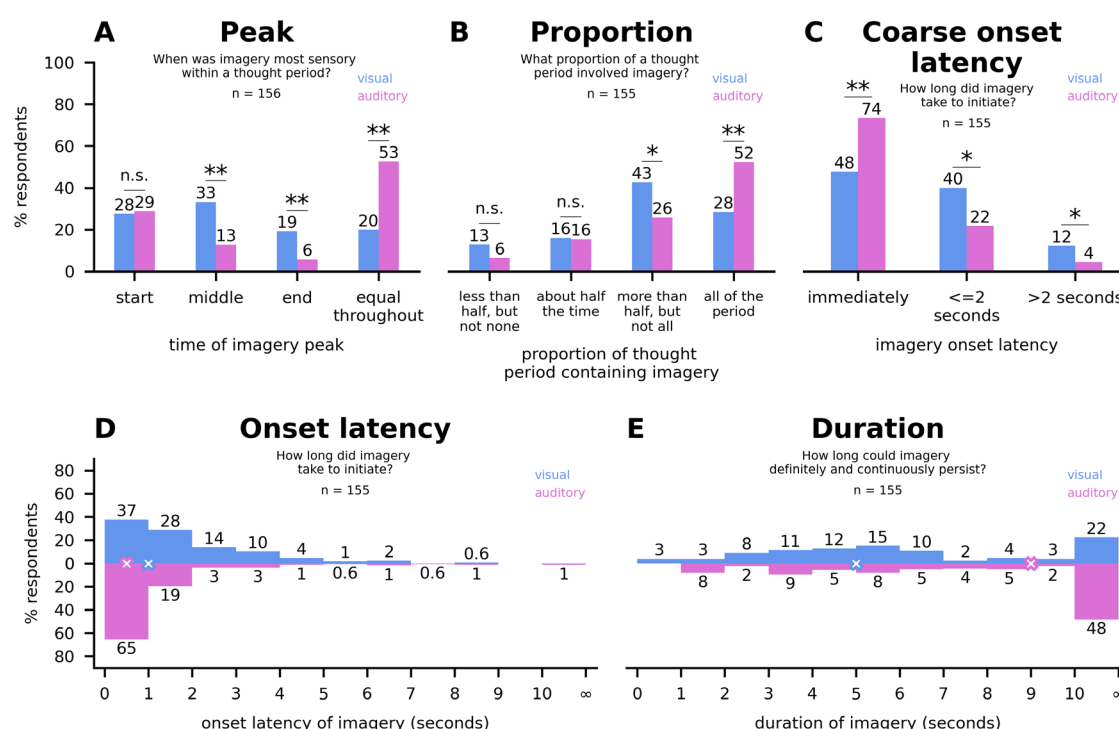 A
Peak
When was imagery most sensory
within a thought period?
n = 156
visual
auditory
% respondents
100
80
60
40
20
0
n.s.
28 29
**
33
13
**
19
6
**
20
53
start
middle
end
equal
throughout
time of imagery peak
B
Proportion
What proportion of a thought
period involved imagery?
n = 155
visual
auditory
n.s.
13
6
n.s.
16 16
*
43
26
**
28
52
less than
half, but
not none
about half
the time
more than
half, but
not all
all of the
period
proportion of thought
period containing imagery
C
Coarse onset
latency
How long did imagery
take to initiate?
n = 155
visual
auditory
**
48
74
*
40
22
*
12
4
immediately
<=2
seconds
>2 seconds
imagery onset latency
D
Onset latency
How long did imagery
take to initiate?
n = 155
visual
auditory
% respondents
80
60
40
20
0
20
40
60
80
37 28 14 10 4 1 2 0.6
65 19 3 3 1 0.6 1 0.6 1 1
0 1 2 3 4 5 6 7 8 9 10 ∞
onset latency of imagery (seconds)
E
Duration
How long could imagery
definitely and continuously persist?
n = 155
visual
auditory
3 3 8 11 12 15 10 2 4 3 22
8 2 9 5 8 5 4 5 2 48
0 1 2 3 4 5 6 7 8 9 10
duration of imagery (seconds)